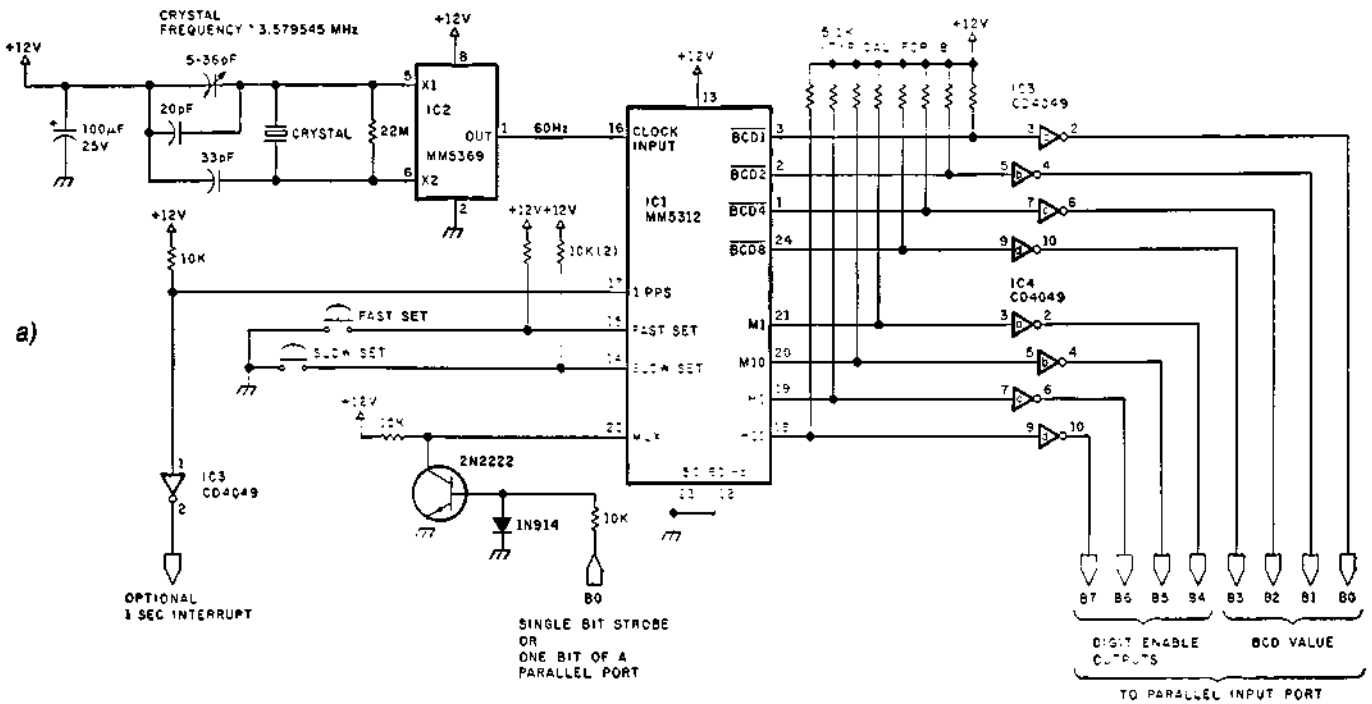 CRYSTAL
FREQUENCY 3.579545 MHz
+12V
5-36pF
20pF
33pF
100µF
25V
CRYSTAL
22M
+12V
8
5
X1
IC2
OUT
MM5369
6
X2
2
1
60Hz
+12V
13
16
CLOCK
INPUT
IC1
MM5312
17
1 PPS
15
FAST SET
14
SLOW SET
MUX
50 60 Hz
12
BCD1
3
BCD2
2
BCD4
1
BCD8
24
M1
21
M10
20
19
5.1K
+12V
IC3
CD4049
3
2
5
b
4
7
c
6
9
d
10
IC4
CD4049
3
2
5
b
4
7
c
6
9
d
10
+12V
10K
+12V
+12V
10K (2)
a)
FAST SET
SLOW SET
+12V
10K
2N2222
1N914
10K
B0
SINGLE BIT STROBE
OR
ONE BIT OF A
PARALLEL PORT
1
IC3
CD4049
2
OPTIONAL
1 SEC INTERRUPT
B7
B6
B5
B4
B3
B2
B1
B0
DIGIT ENABLE
OUTPUTS
BCD VALUE
TO PARALLEL INPUT PORT